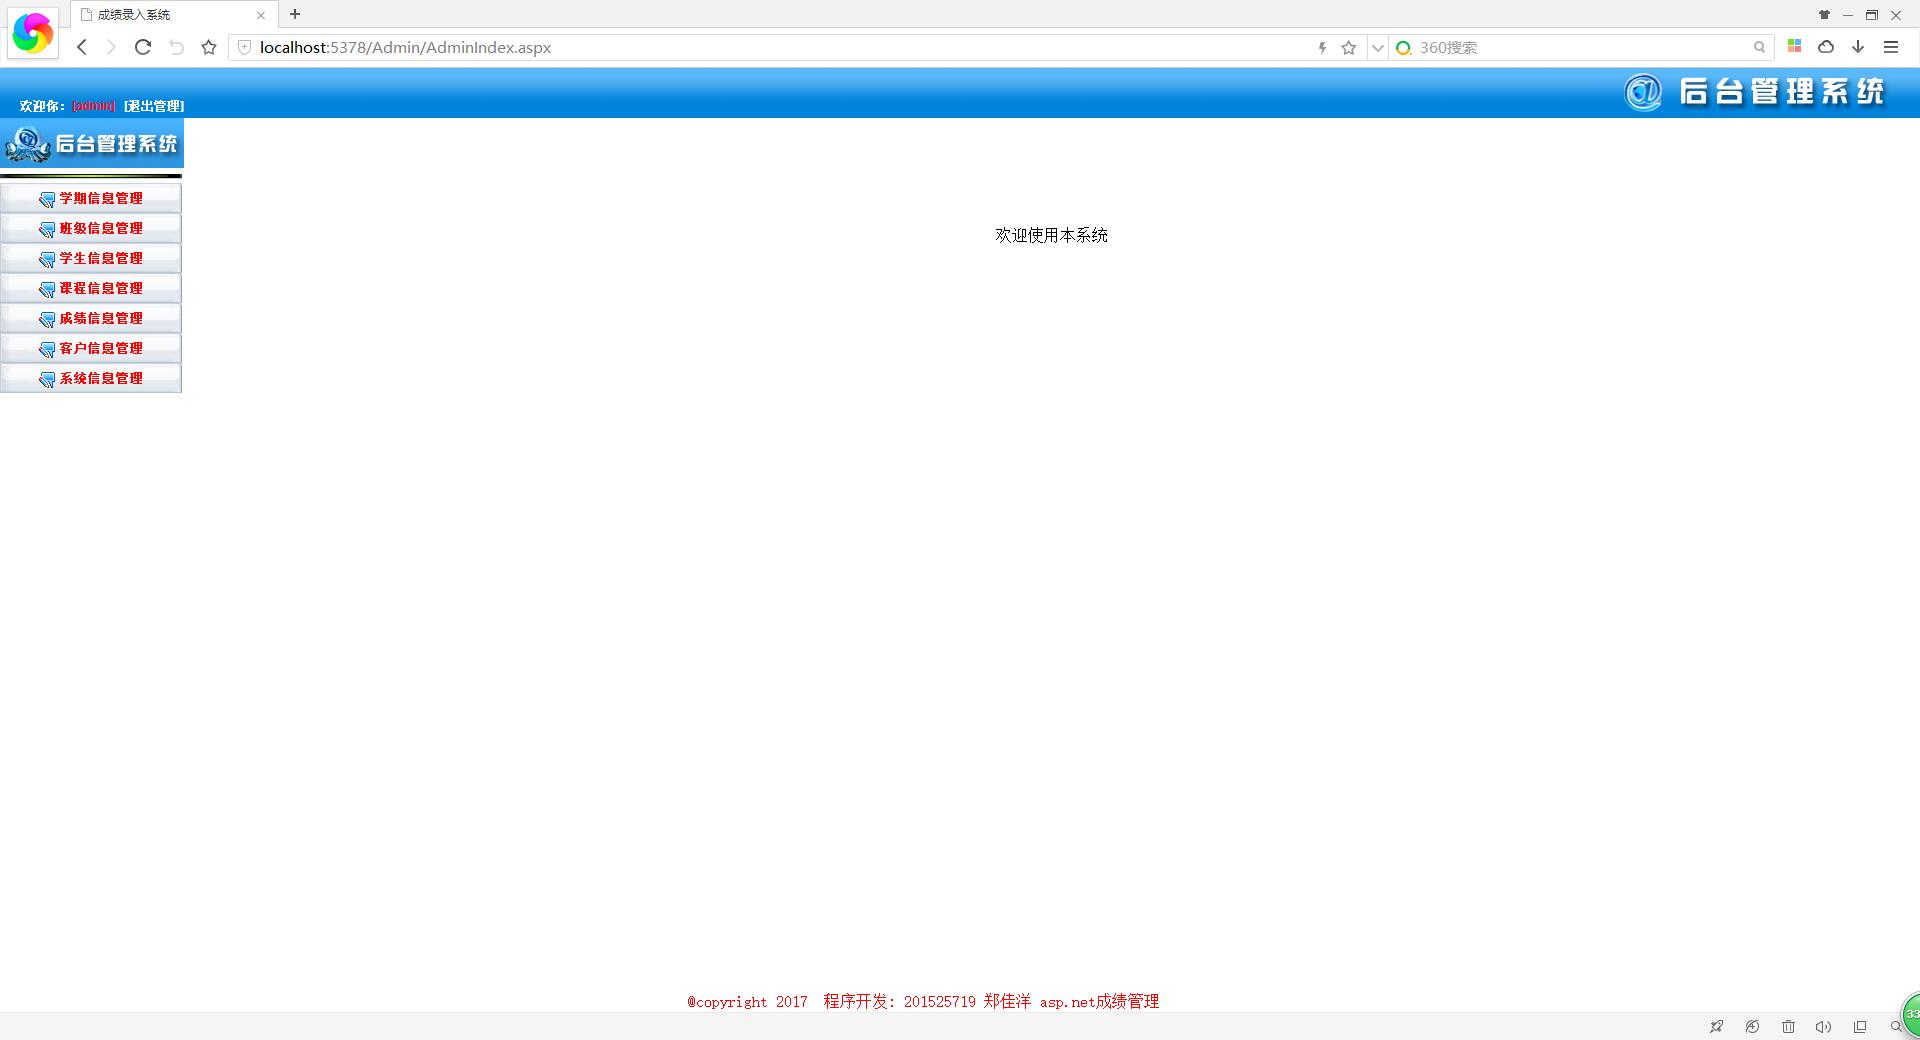 成绩录入系统
localhost:5378/Admin/AdminIndex.aspx
360搜索
欢迎你：[admin] [退出管理]
@ 后台管理系统
后台管理系统
学期信息管理
班级信息管理
学生信息管理
课程信息管理
成绩信息管理
客户信息管理
系统信息管理
欢迎使用本系统
@copyright 2017 程序开发：201525719 郑佳洋 asp.net成绩管理
33